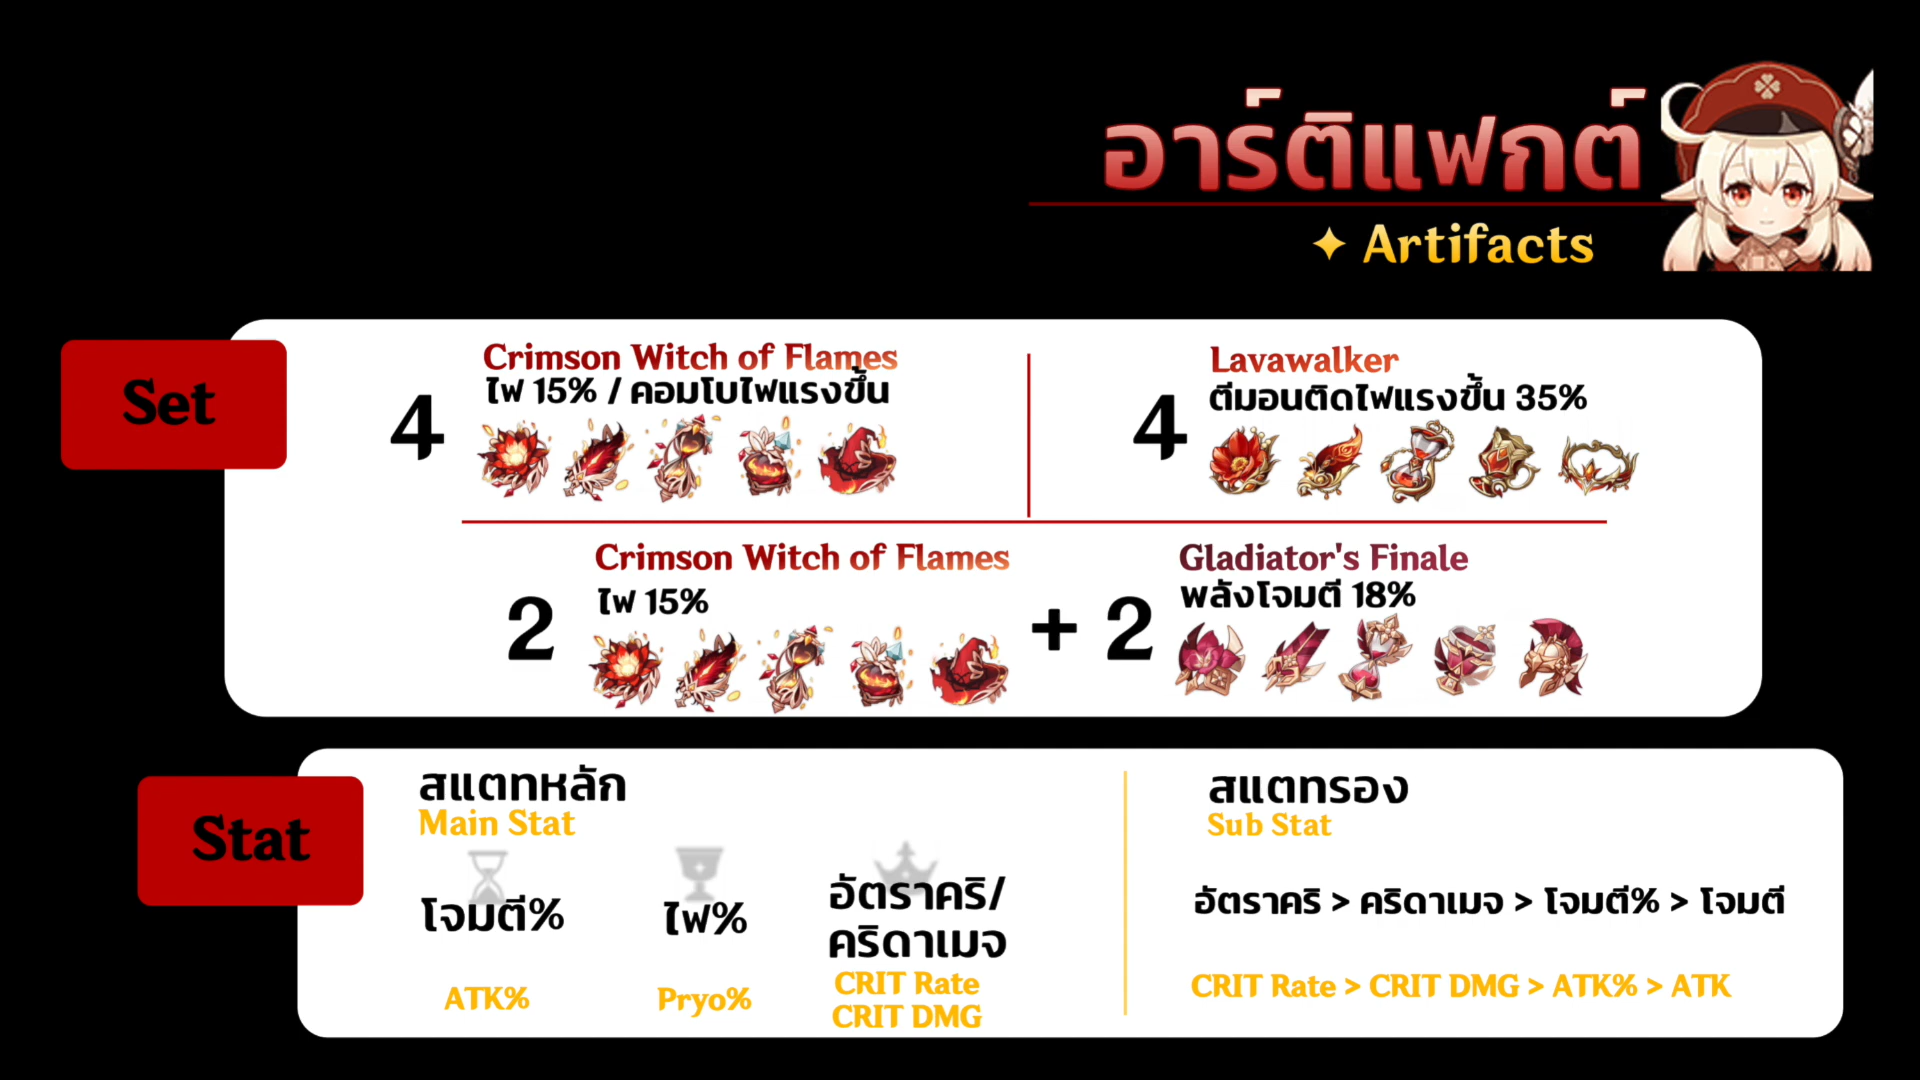 อาร์ติแฟกต์
Artifacts
Set
4
Crimson Witch of Flames
ไฟ 15% / คอมโบไฟแรงขึ้น
4
Lavawalker
ตีมอนติดไฟแรงขึ้น 35%
2
Crimson Witch of Flames
ไฟ 15%
+ 2
Gladiator's Finale
พลังโจมตี 18%
Stat
สแตทหลัก
Main Stat
โจมตี%
ATK%
ไฟ%
Pryo%
อัตราคริ/
คริดาเมจ
CRIT Rate
CRIT DMG
สแตทรอง
Sub Stat
อัตราคริ > คริดาเมจ > โจมตี% > โจมตี
CRIT Rate > CRIT DMG > ATK% > ATK